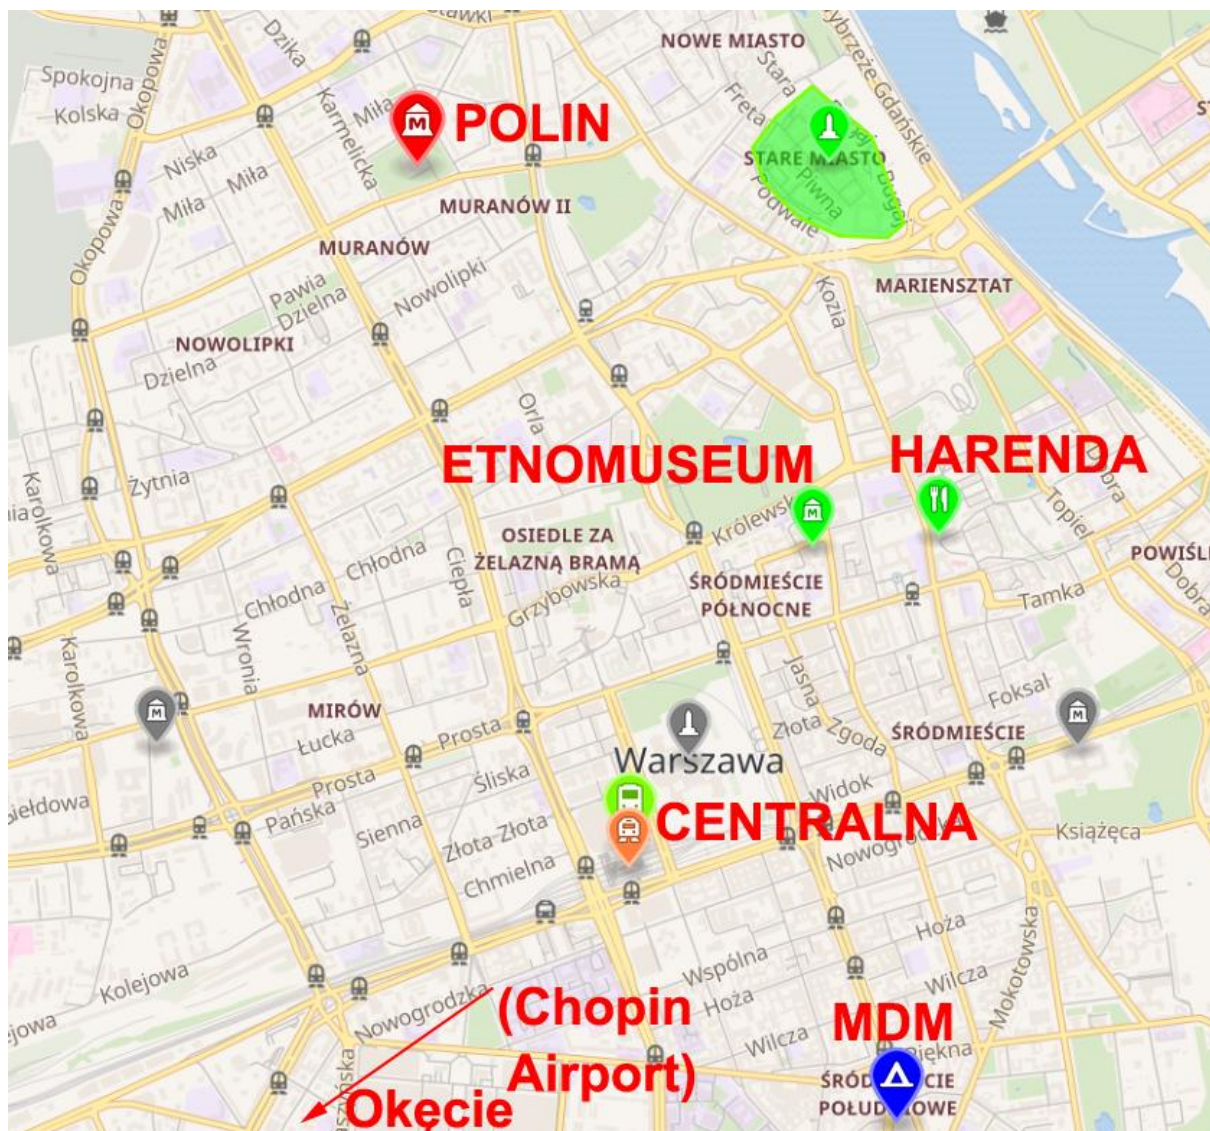 Stawki
NOWE MIASTO
Wybrzeże Gdańskie
Dzika
Okopowa
Spokojna
Kolska
Karmelicka
Miła
POLIN
Stara
Freta
STARE MIASTO
Piwna
Podwale
Bugaj
Niska
Miła
Miła
MURANÓW II
MURANÓW
Okopowa
Pawia
Dzielna
Nowolipki
Kozia
MARIENSZTAT
NOWOLIPKI
Dzielna
Orla
ETNOMUSEUM
HARENDA
Karolkowa
Żytnia
Dobra
Topiel
Królewsk
OSIEDLE ZA
ŻELAZNĄ BRAMĄ
Chłodna
Chłodna
Ciepła
Grzybowska
ŚRÓDMIEŚCIE
PÓŁNOCNE
POWIŚL
Tamka
Dobra
Karolkowa
Wronia
Żelazna
Jasna
Foksal
MIRÓW
Łucka
Prosta
Złota
Zgoda
ŚRÓDMIEŚCIE
Warszawa
Śliska
Prosta
Widok
Pańska
Sienna
Złota
Złota
CENTRALNA
Książęca
Chmielna
Nowogrodzka
Hoża
Mokotowska
Kolejowa
Wspólna
Wilcza
Nowogrodzka
Hoża
(Chopin
MDM
Wilcza
Piękna
Airport)
Okęcie